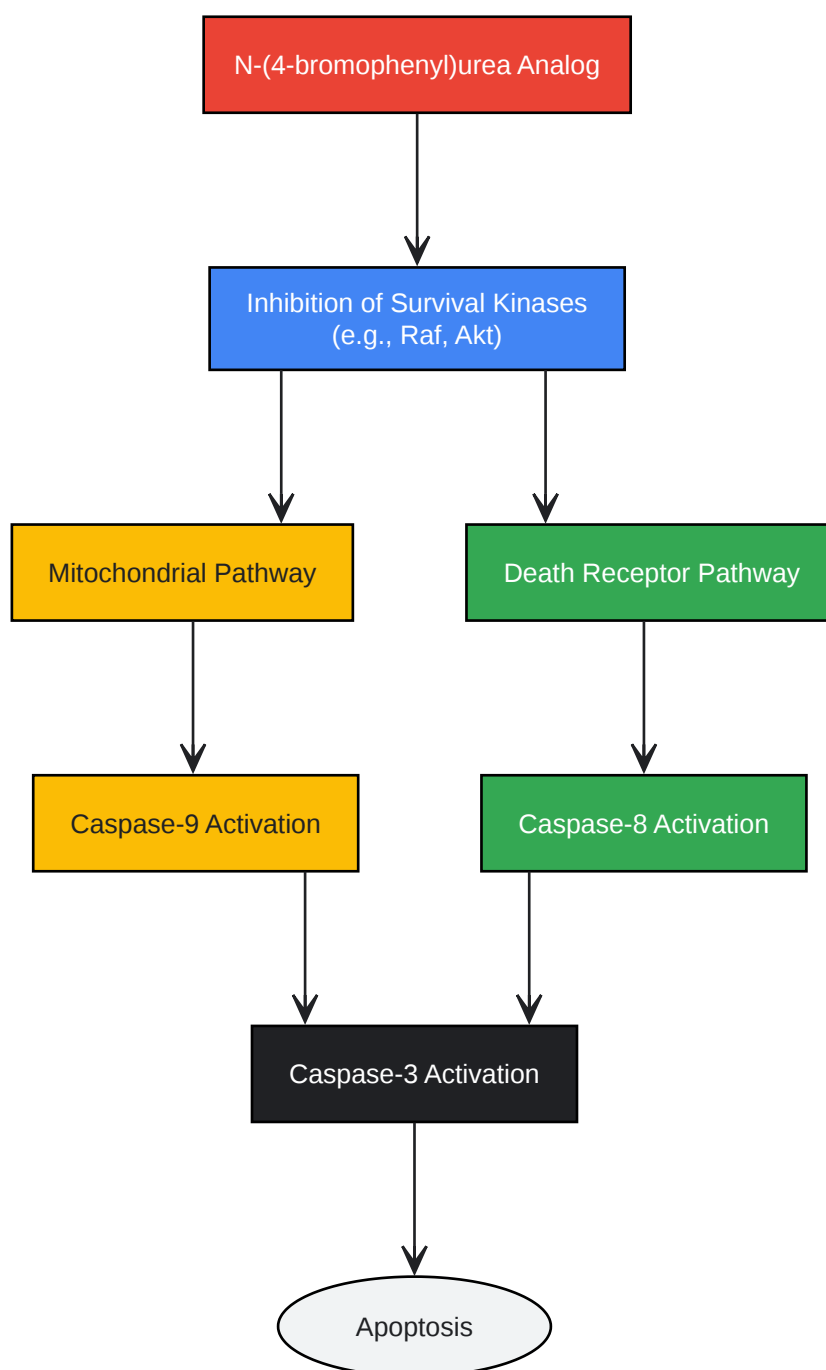 N-(4-bromophenyl)urea Analog
Inhibition of Survival Kinases
(e.g., Raf, Akt)
Mitochondrial Pathway
Death Receptor Pathway
Caspase-9 Activation
Caspase-8 Activation
Caspase-3 Activation
Apoptosis